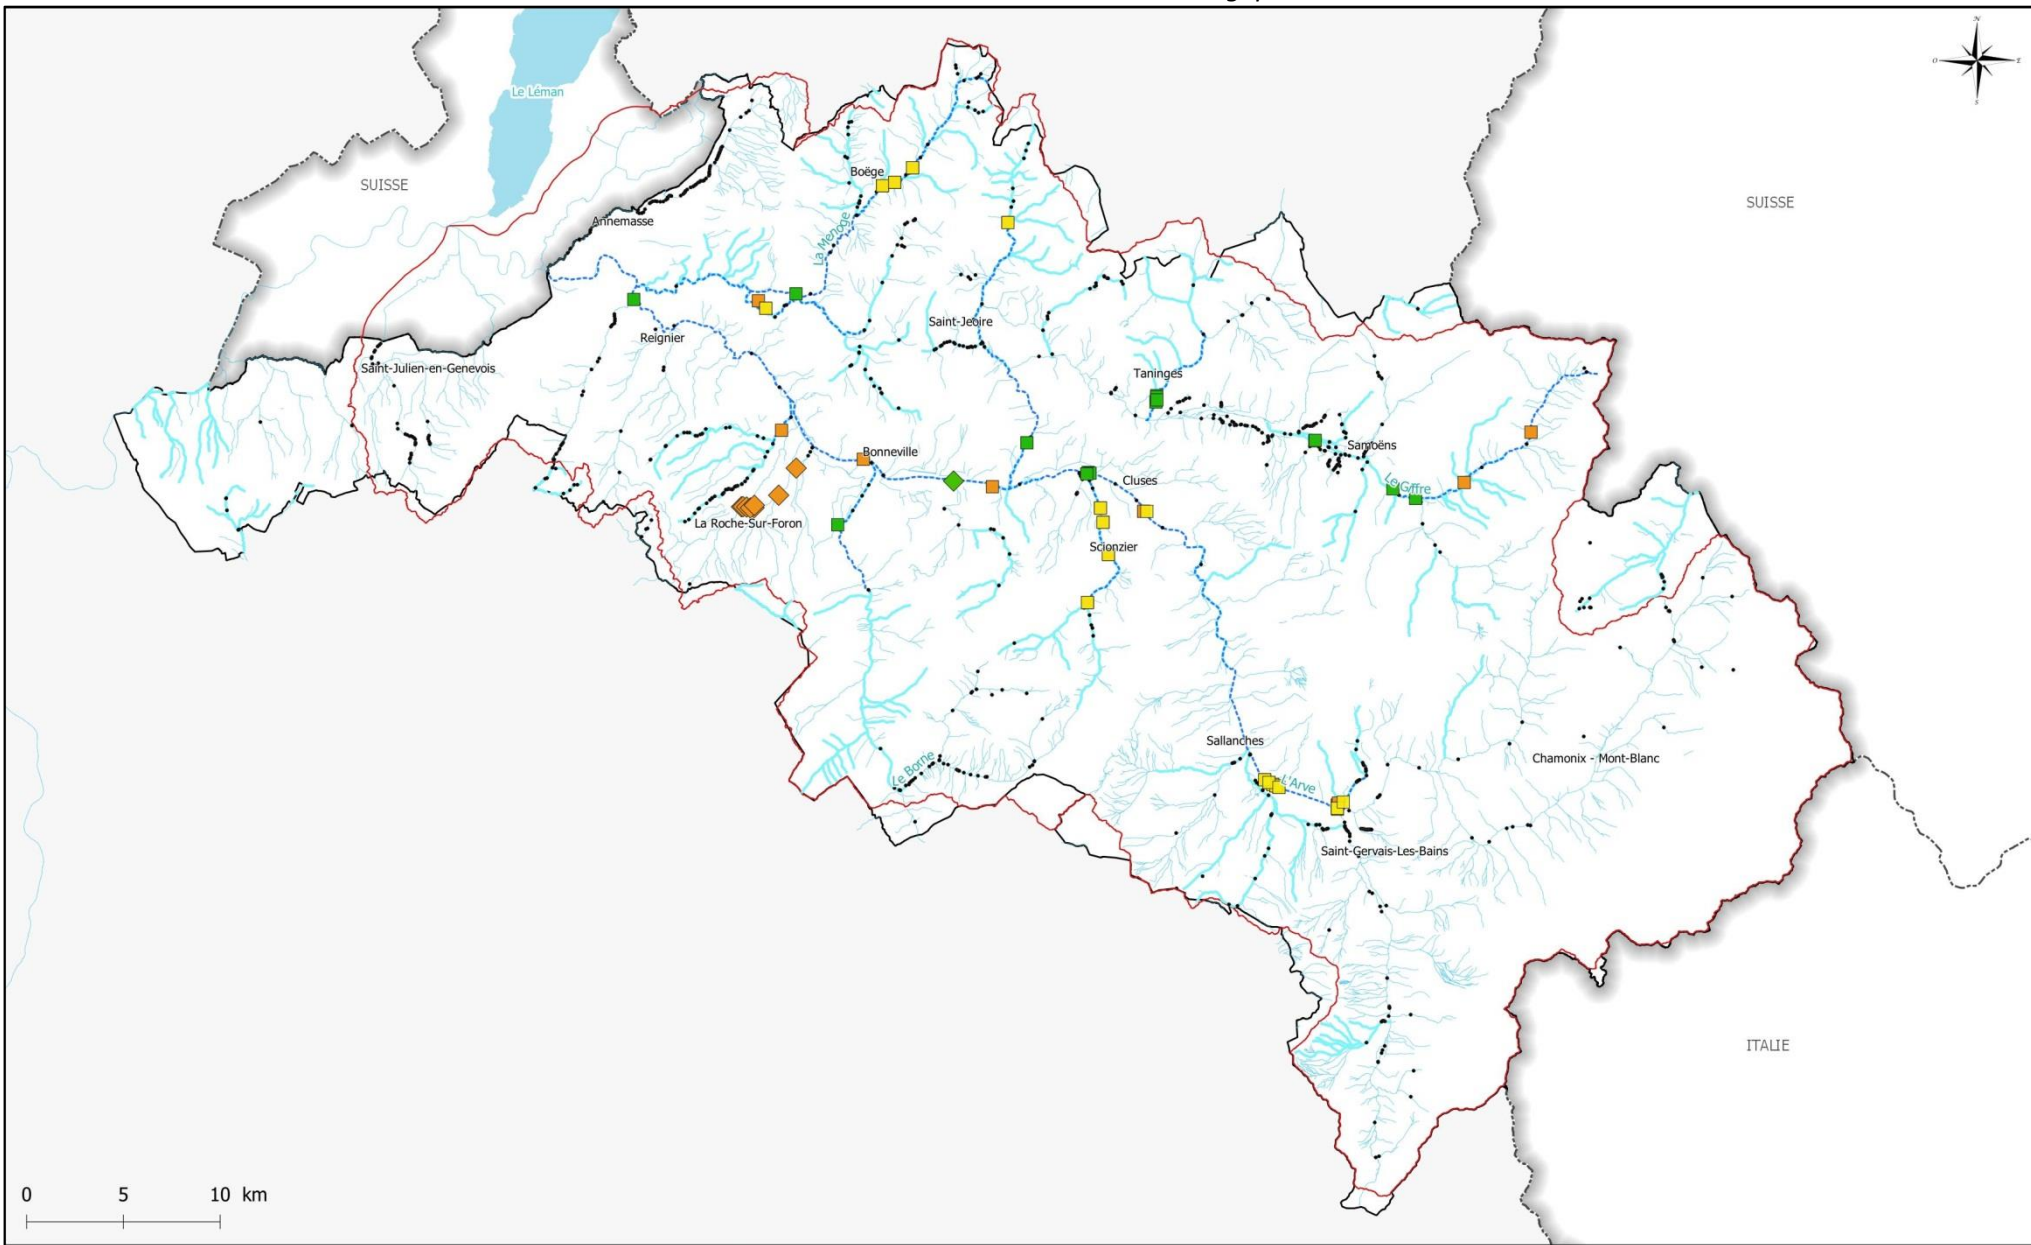 N
O
E
S
Le Léman
SUISSE
SUISSE
Boëge
Annemasse
La Menoge
Saint-Jeoire
Reignier
Saint-Julien-en-Genevois
Taninges
Samoëns
Bonneville
Cluses
Le Giffre
La Roche-Sur-Foron
Scionzier
Sallanches
Chamonix - Mont-Blanc
Le Borne
L'Arve
Saint-Gervais-Les-Bains
ITALIE
0 5 10 km